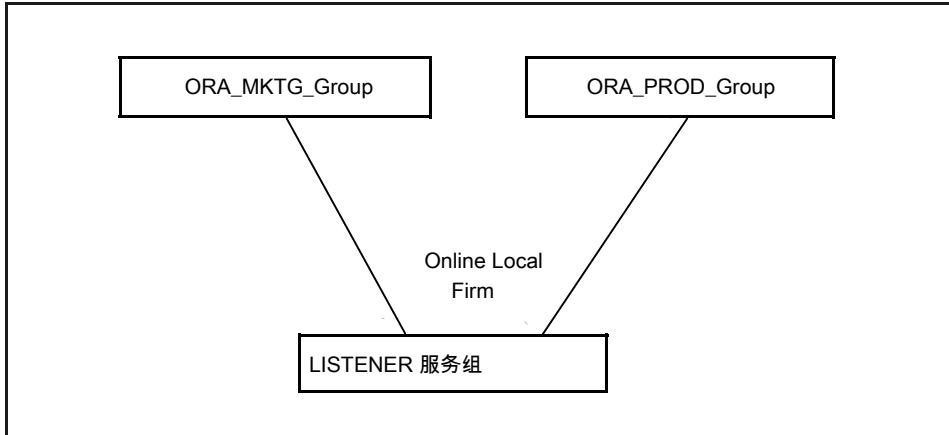 ORA_MKTG_Group
ORA_PROD_Group
Online Local
Firm
LISTENER 服务组